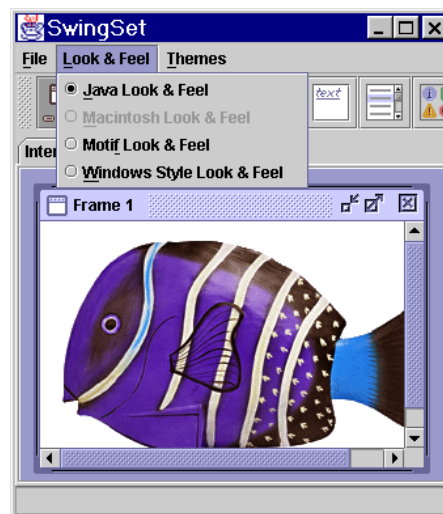 SwingSet
File Look & Feel Themes
Java Look & Feel
Macintosh Look & Feel
Motif Look & Feel
Windows Style Look & Feel
text
Inter
Frame 1